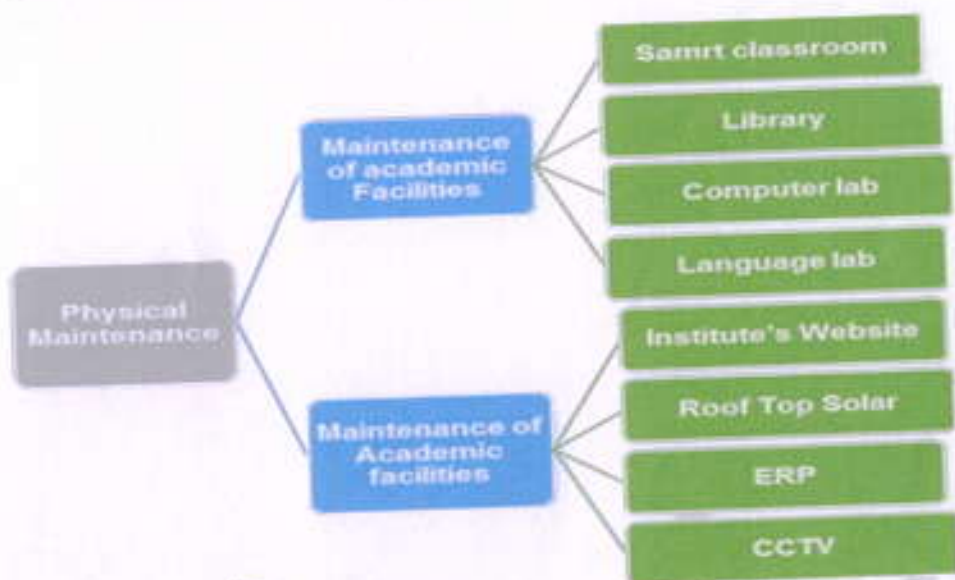 Physical
Maintenance
Maintenance
of academic
Facilities
Samrt classroom
Library
Computer lab
Language lab
Maintenance of
Academic
facilities
Institute's Website
Roof Top Solar
ERP
CCTV